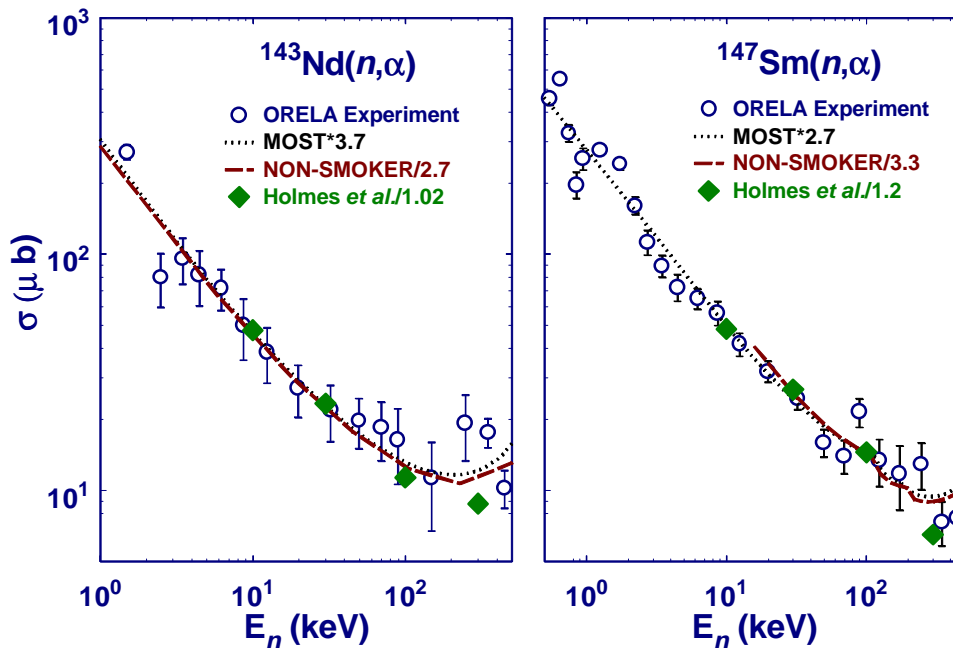 ¹⁴³Nd(n,α)
ORELA Experiment
MOST*3.7
NON-SMOKER/2.7
Holmes et al./1.02
¹⁴⁷Sm(n,α)
ORELA Experiment
MOST*2.7
NON-SMOKER/3.3
Holmes et al./1.2
10³
10²
10¹
σ (μ b)
10⁰ 10¹ 10²
Eₙ (keV)
10⁰ 10¹ 10²
Eₙ (keV)